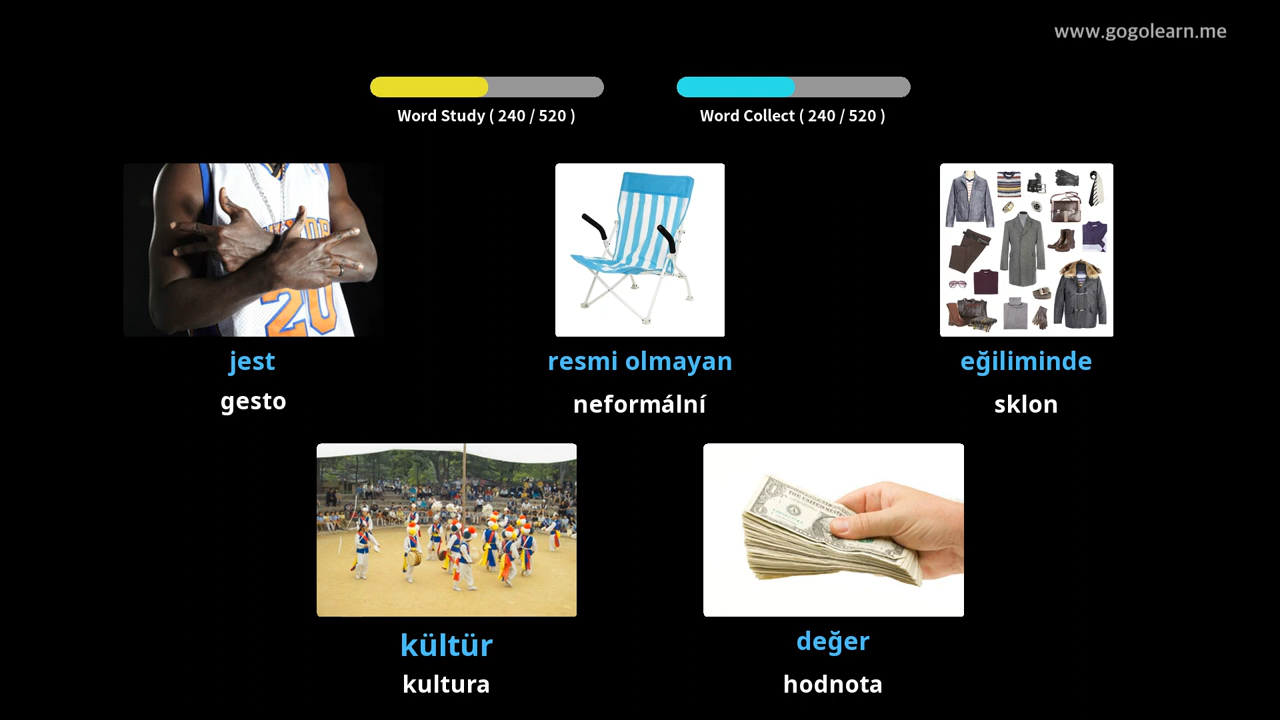 www.gogolearn.me
Word Study ( 240 / 520 )
Word Collect ( 240 / 520 )
20
jest
gesto
resmi olmayan
neformální
eğiliminde
sklon
kültür
kultura
değer
hodnota